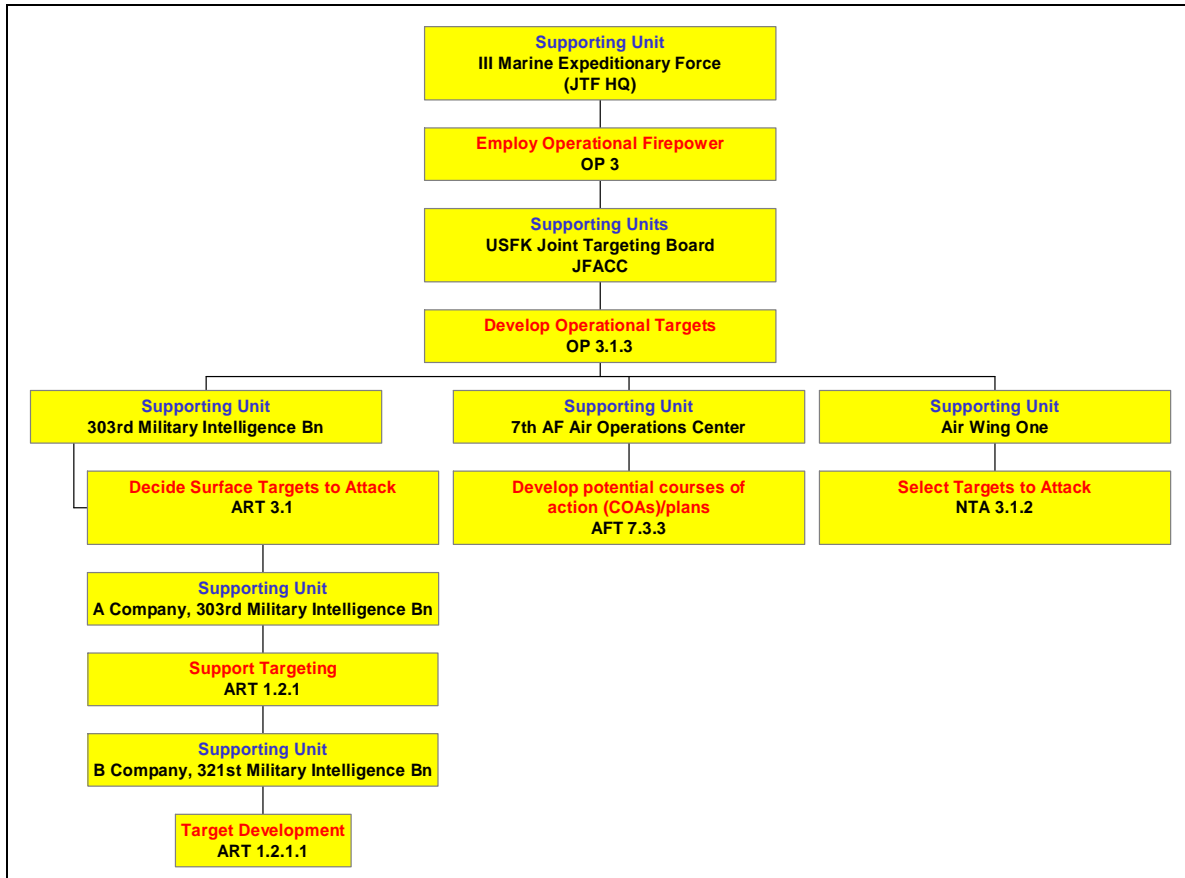 Supporting Unit
III Marine Expeditionary Force
(JTF HQ)
Employ Operational Firepower
OP 3
Supporting Units
USFK Joint Targeting Board
JFACC
Develop Operational Targets
OP 3.1.3
Supporting Unit
303rd Military Intelligence Bn
Supporting Unit
7th AF Air Operations Center
Supporting Unit
Air Wing One
Decide Surface Targets to Attack
ART 3.1
Develop potential courses of
action (COAs)/plans
AFT 7.3.3
Select Targets to Attack
NTA 3.1.2
Supporting Unit
A Company, 303rd Military Intelligence Bn
Support Targeting
ART 1.2.1
Supporting Unit
B Company, 321st Military Intelligence Bn
Target Development
ART 1.2.1.1